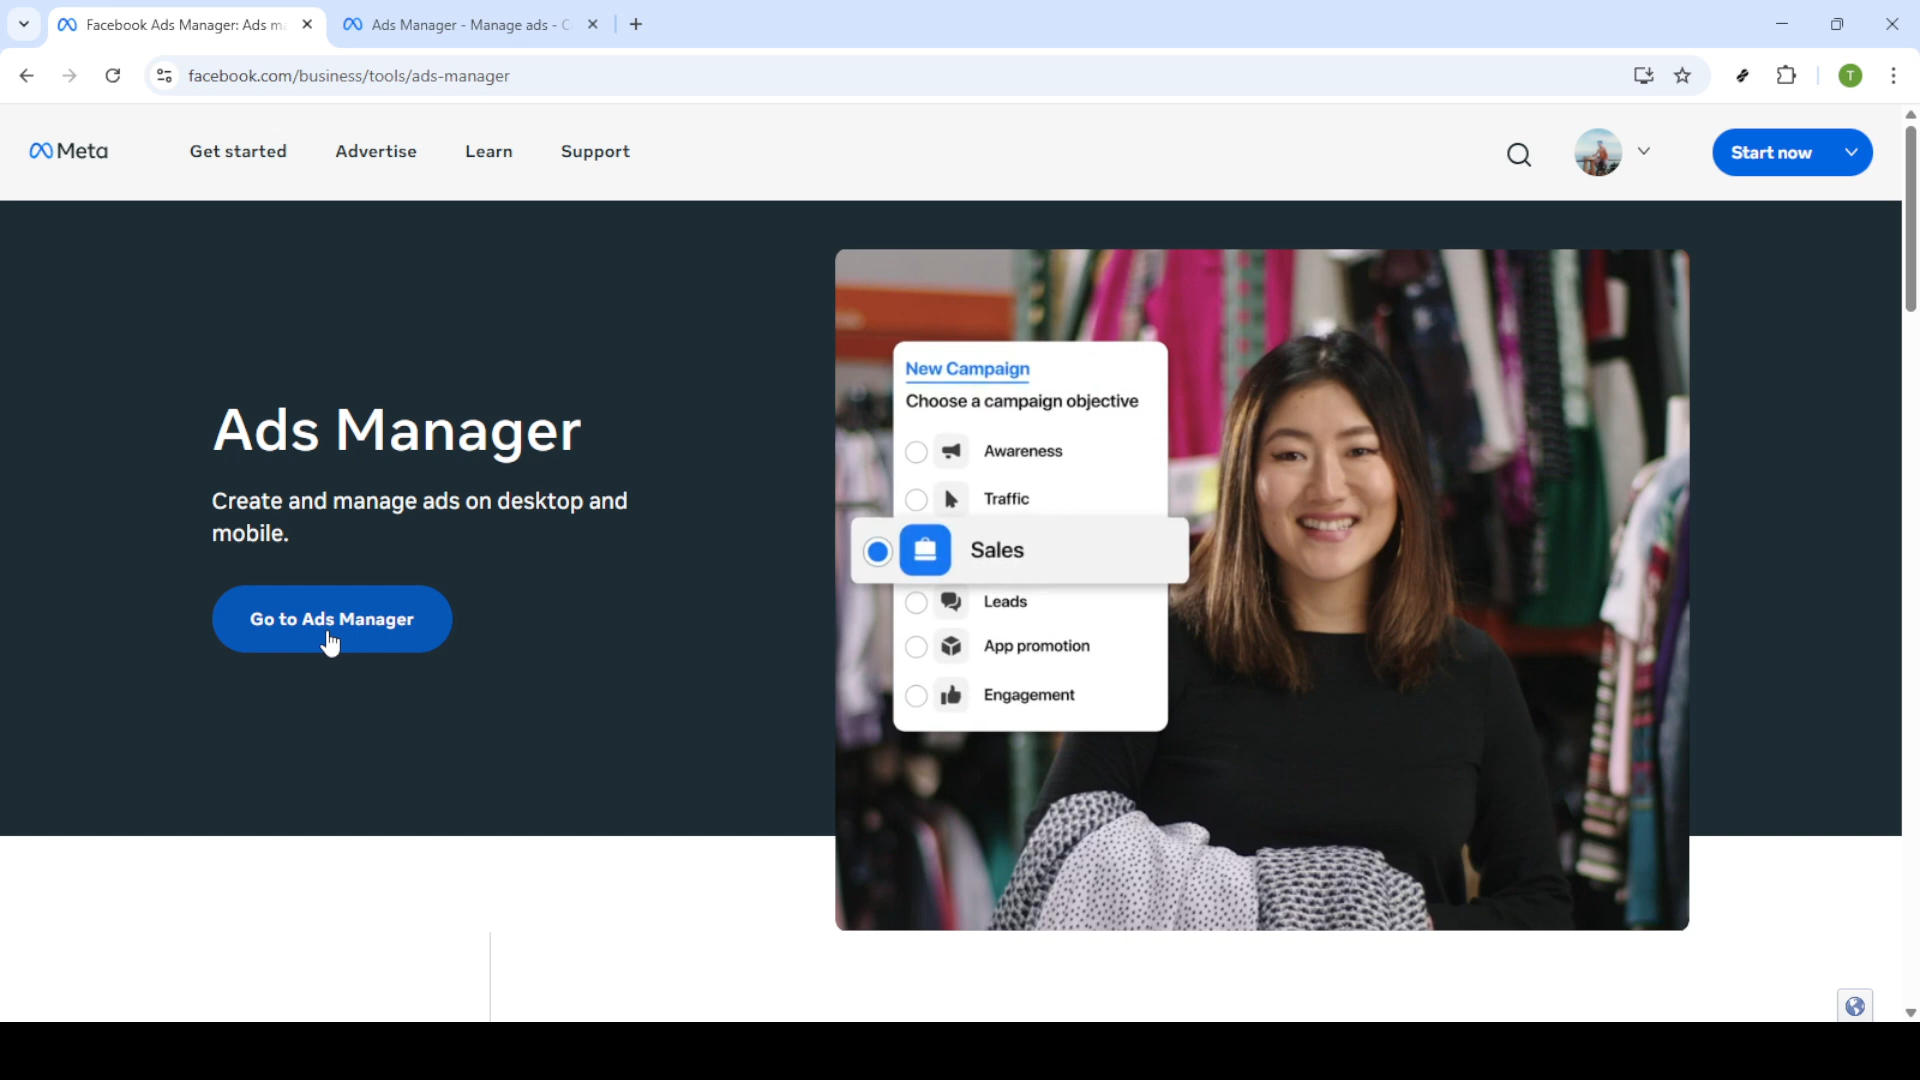 Facebook Ads Manager: Ads ma
Ads Manager - Manage ads - C
facebook.com/business/tools/ads-manager
T
Meta
Get started
Advertise
Learn
Support
Start now
Ads Manager
Create and manage ads on desktop and
mobile.
Go to Ads Manager
New Campaign
Choose a campaign objective
Awareness
Traffic
Sales
Leads
App promotion
Engagement